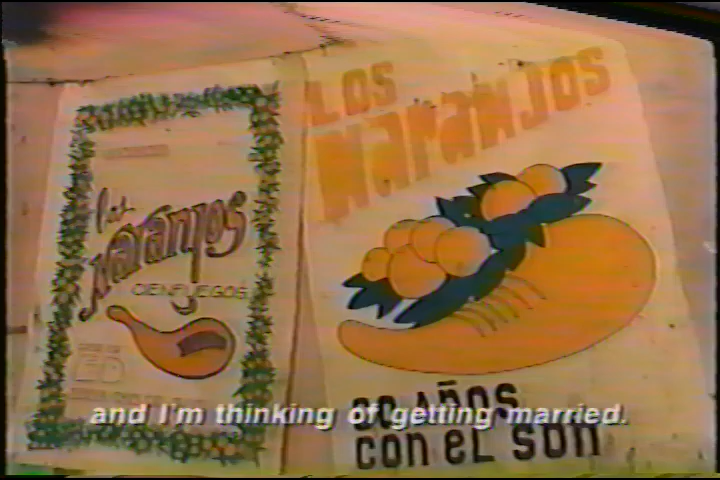 Los
Naranjos
CIENFUEGOS
LOS
NaranJos
AÑOS
con eL son
and I'm thinking of getting married.